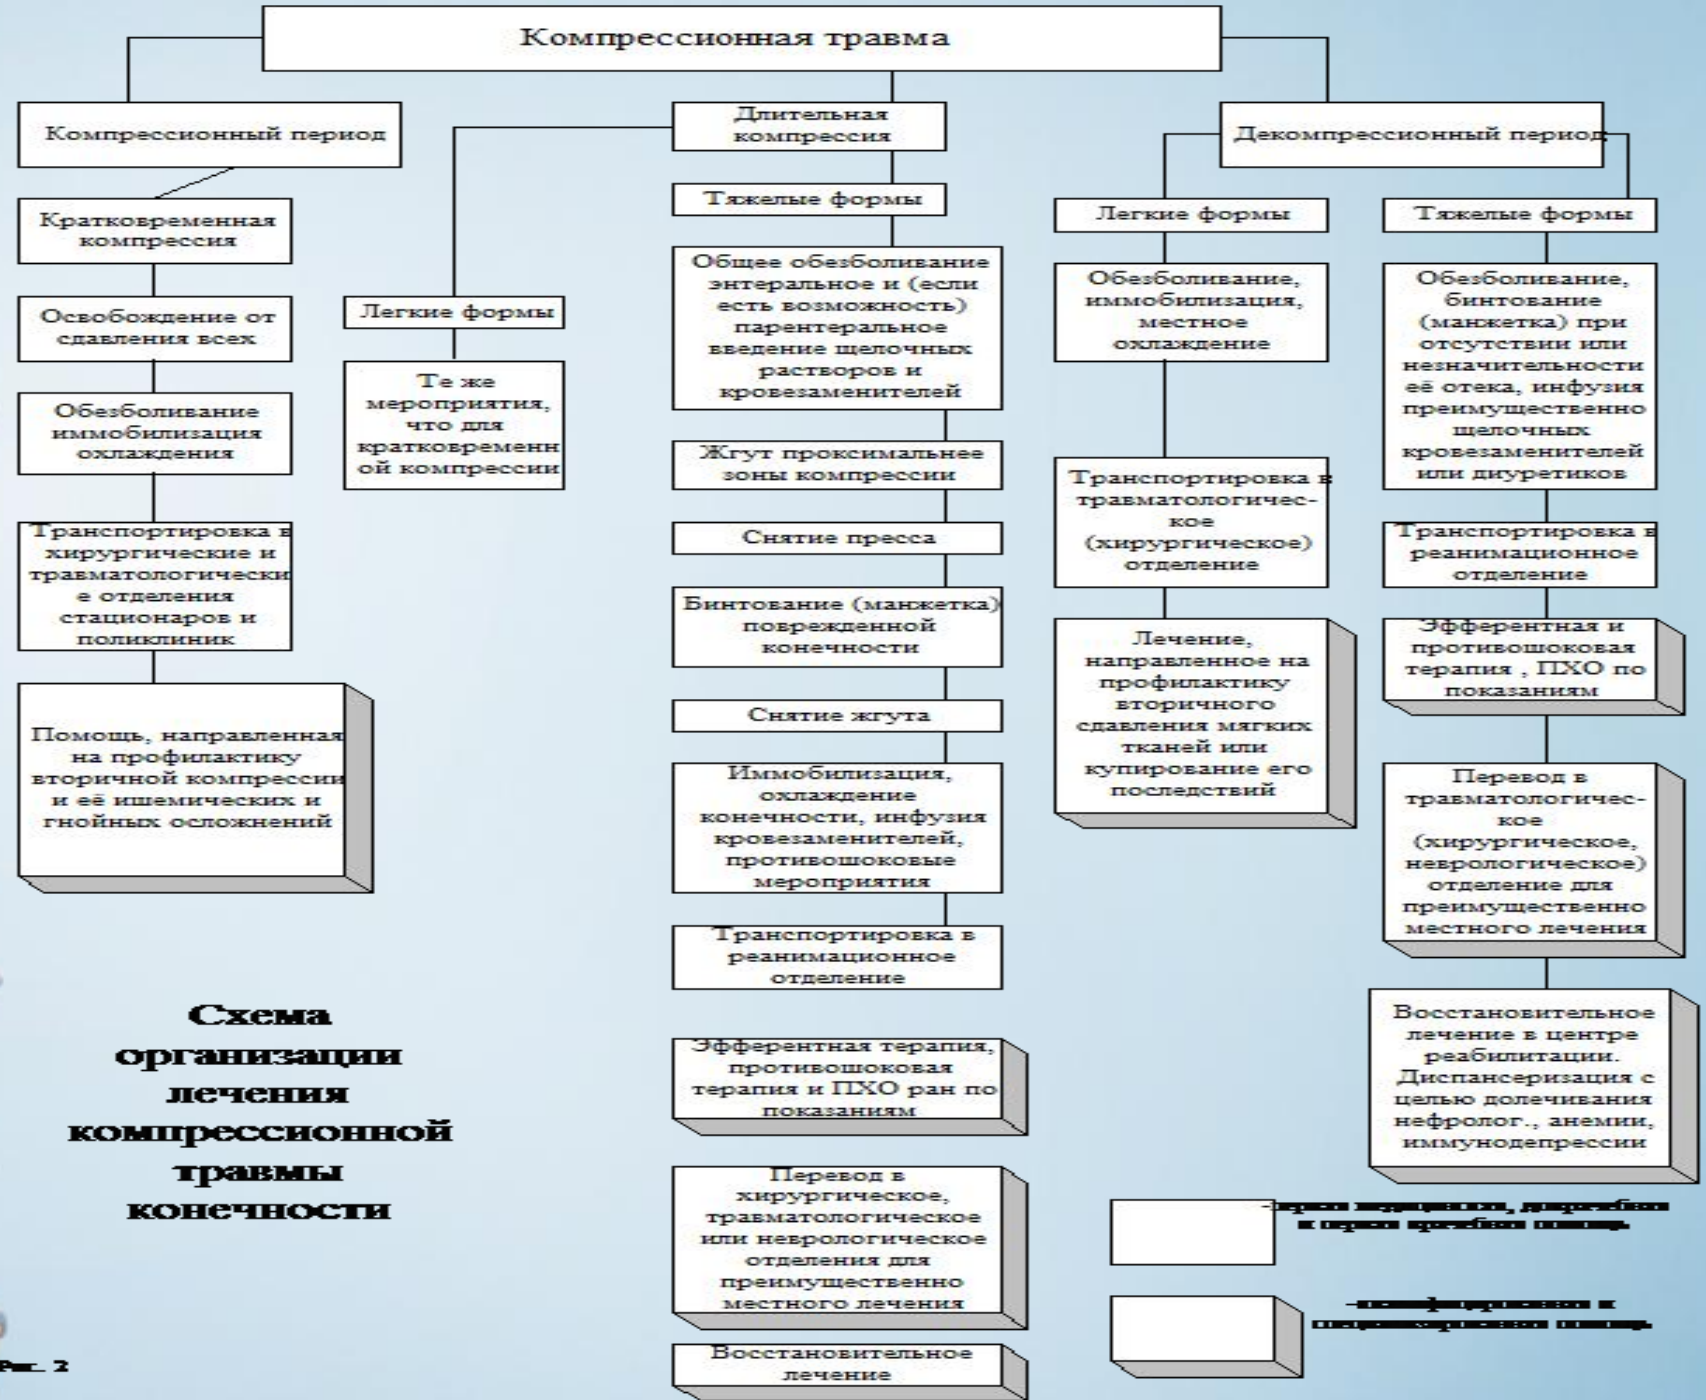 Компрессионная травма
Компрессионный период
Кратковременная
компрессия
Освобождение от
сдавления всех
Обезболивание
иммобилизация
охлаждения
Транспортировка в
хирургические и
травматологически
е отделения
стационаров и
поликлиник
Помощь, направленная
на профилактику
вторичной компрессии
и её ишемических и
гнойных осложнений
Длительная
компрессия
Легкие формы
Те же
мероприятия,
что для
кратковременн
ой компрессии
Тяжелые формы
Общее обезболивание
энтеральное и (если
есть возможность)
парентеральное
введение щелочных
растворов и
кровезаменителей
Жгут проксимальнее
зоны компрессии
Снятие пресса
Бинтование (манжетка)
поврежденной
конечности
Снятие жгута
Иммобилизация,
охлаждение
конечности, инфузия
кровезаменителей,
противошоковые
мероприятия
Транспортировка в
реанимационное
отделение
Эфферентная терапия,
противошоковая
терапия и ПХО ран по
показаниям
Перевод в
хирургическое,
травматологическое
или неврологическое
отделения для
преимущественно
местного лечения
Восстановительное
лечение
Декомпрессионный период
Легкие формы
Обезболивание,
иммобилизация,
местное
охлаждение
Транспортировка в
травматологичес-
кое
(хирургическое)
отделение
Лечение,
направленное на
профилактику
вторичного
сдавления мягких
тканей или
купирование его
последствий
Тяжелые формы
Обезболивание,
бинтование
(манжетка) при
отсутствии или
незначительности
её отека, инфузия
преимущественно
щелочных
кровезаменителей
или диуретиков
Транспортировка в
реанимационное
отделение
Эфферентная и
противошоковая
терапия , ПХО по
показаниям
Перевод в
травматологичес-
кое
(хирургическое,
неврологическое)
отделение для
преимущественно
местного лечения
Восстановительное
лечение в центре
реабилитации.
Диспансеризация с
целью долечивания
нефролог., анемии,
иммунодепрессии
Схема
организации
лечения
компрессионной
травмы
конечности
-первая медицинская, доврачебная
и первая врачебная помощь
Рис. 2